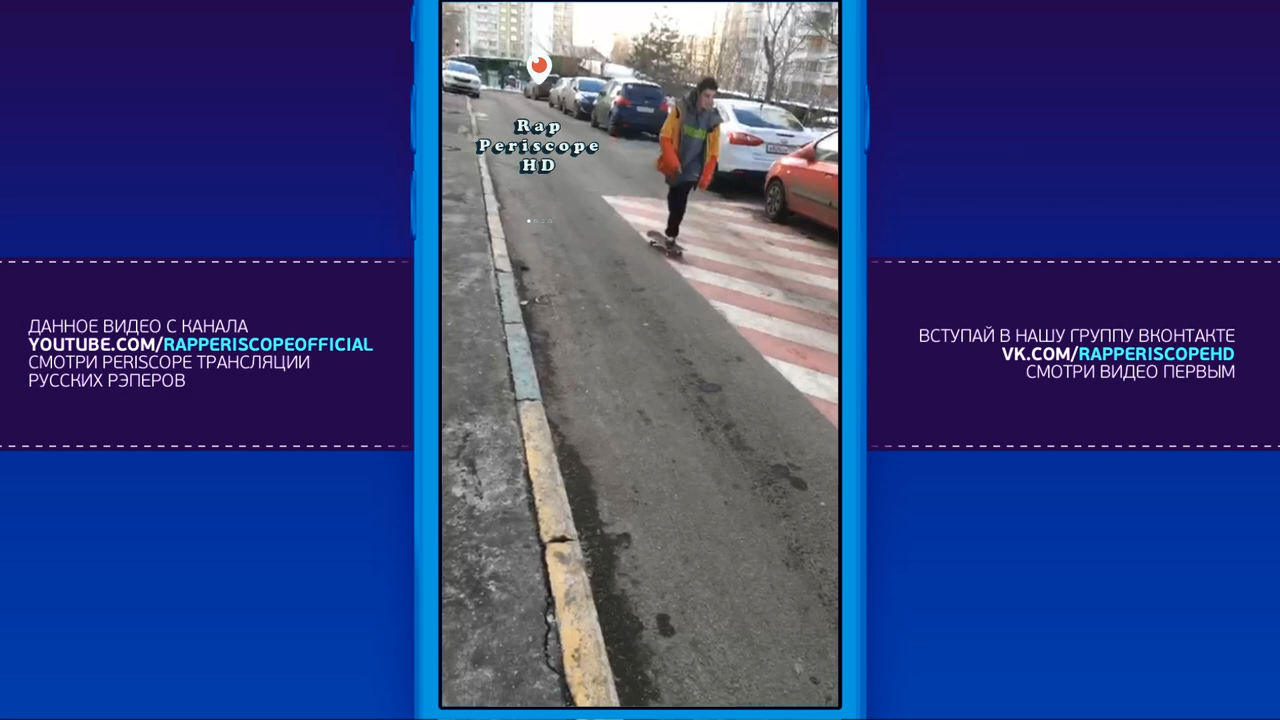 Rap
Periscope
HD
ДАННОЕ ВИДЕО С КАНАЛА
YOUTUBE.COM/RAPPERISCOPEOFFICIAL
СМОТРИ PERISCOPE ТРАНСЛЯЦИИ
РУССКИХ РЭПЕРОВ
ВСТУПАЙ В НАШУ ГРУППУ ВКОНТАКТЕ
VK.COM/RAPPERISCOPEHD
СМОТРИ ВИДЕО ПЕРВЫМ